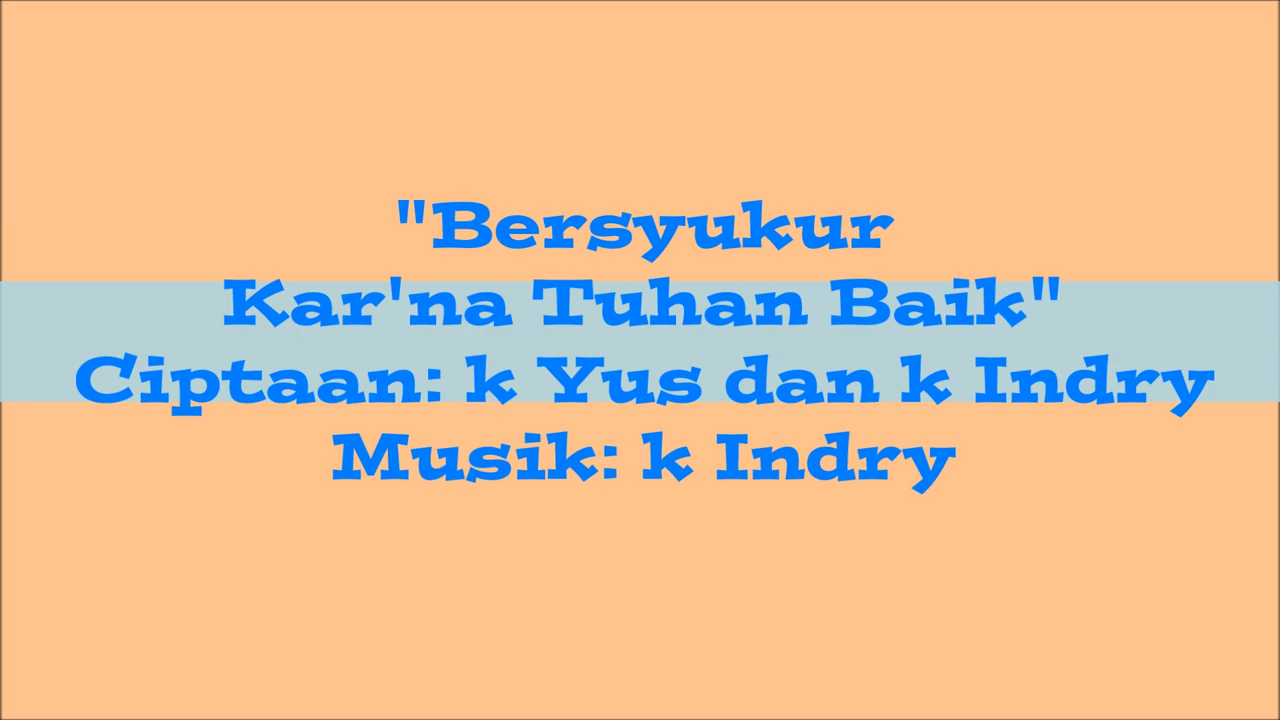 "Bersyukur
Kar'na Tuhan Baik"
Ciptaan: k Yus dan k Indry
Musik: k Indry